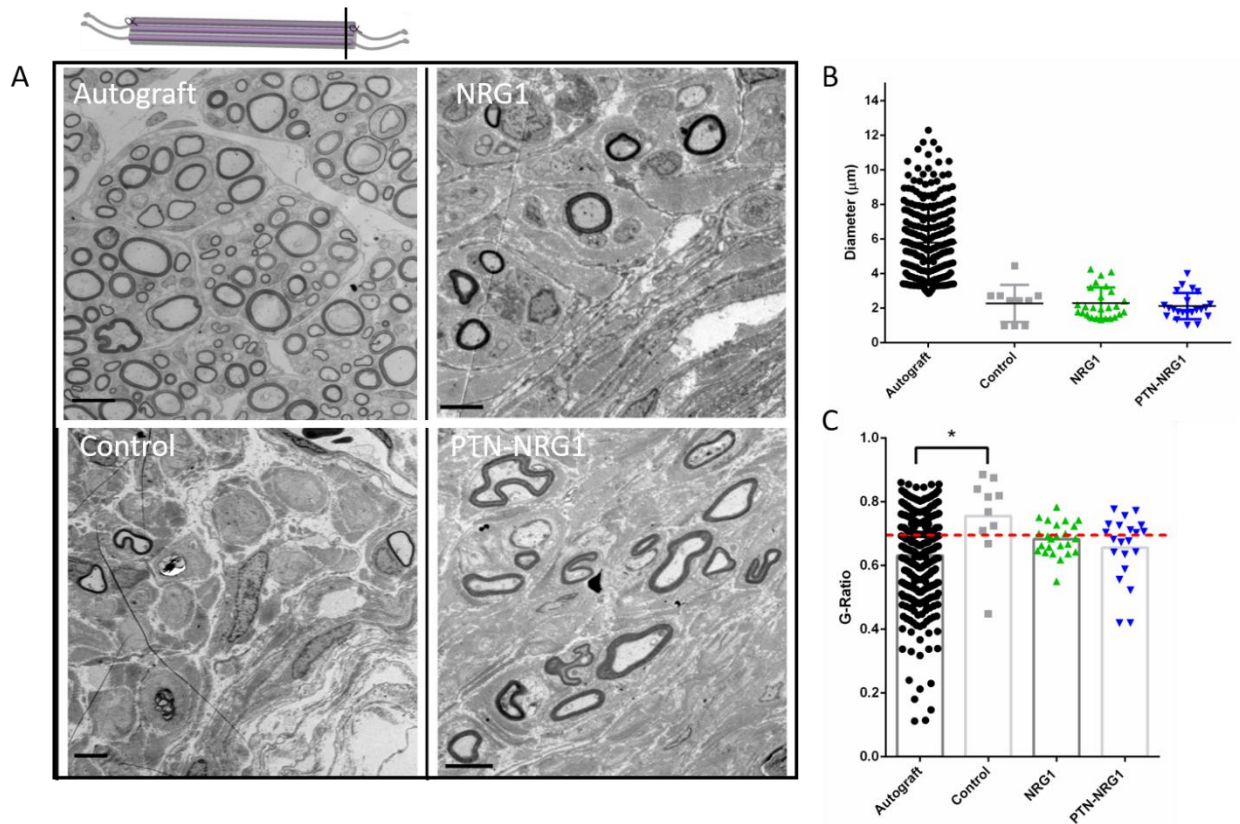 A
Autograft
NRG1
Control
PTN-NRG1
B
Diameter (μm)
14
12
10
8
6
4
2
0
Autograft
Control
NRG1
PTN-NRG1
C
*
G-Ratio
1.0
0.8
0.6
0.4
0.2
0.0
Autograft
Control
NRG1
PTN-NRG1